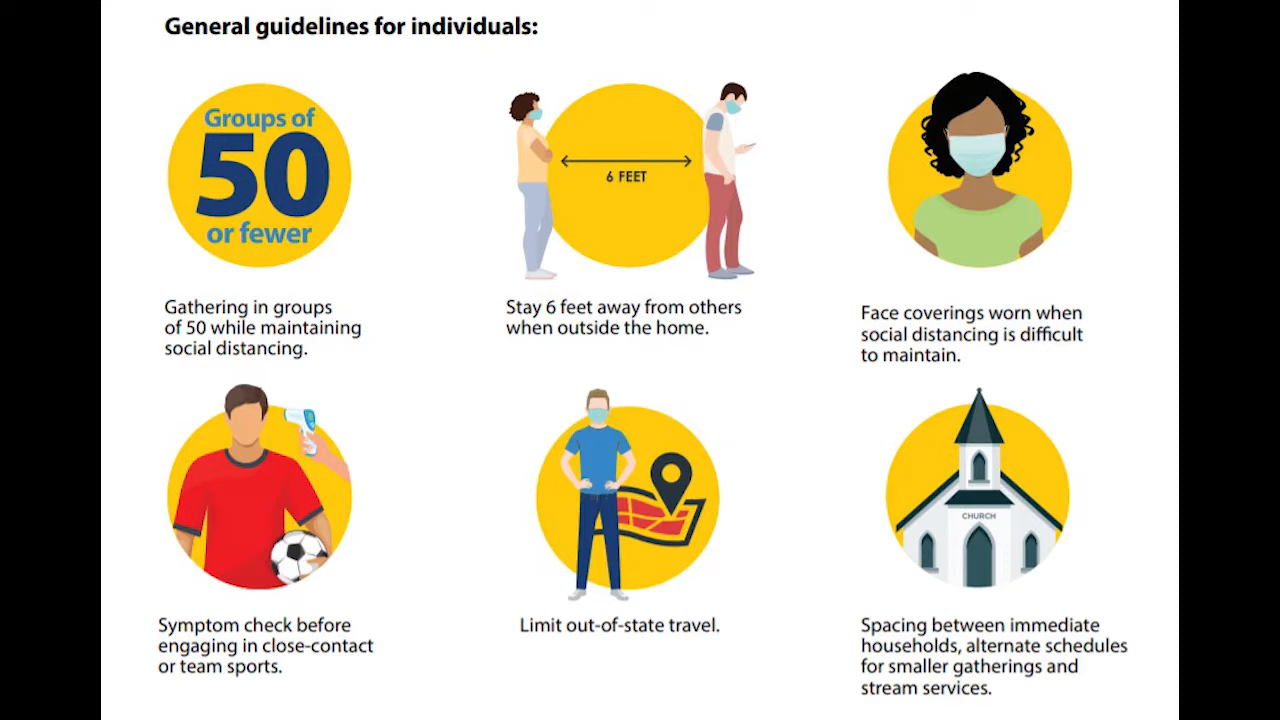 General guidelines for individuals:
Groups of
50
or fewer
6 FEET
Gathering in groups
of 50 while maintaining
social distancing.
Stay 6 feet away from others
when outside the home.
Face coverings worn when
social distancing is difficult
to maintain.
CHURCH
Symptom check before
engaging in close-contact
or team sports.
Limit out-of-state travel.
Spacing between immediate
households, alternate schedules
for smaller gatherings and
stream services.